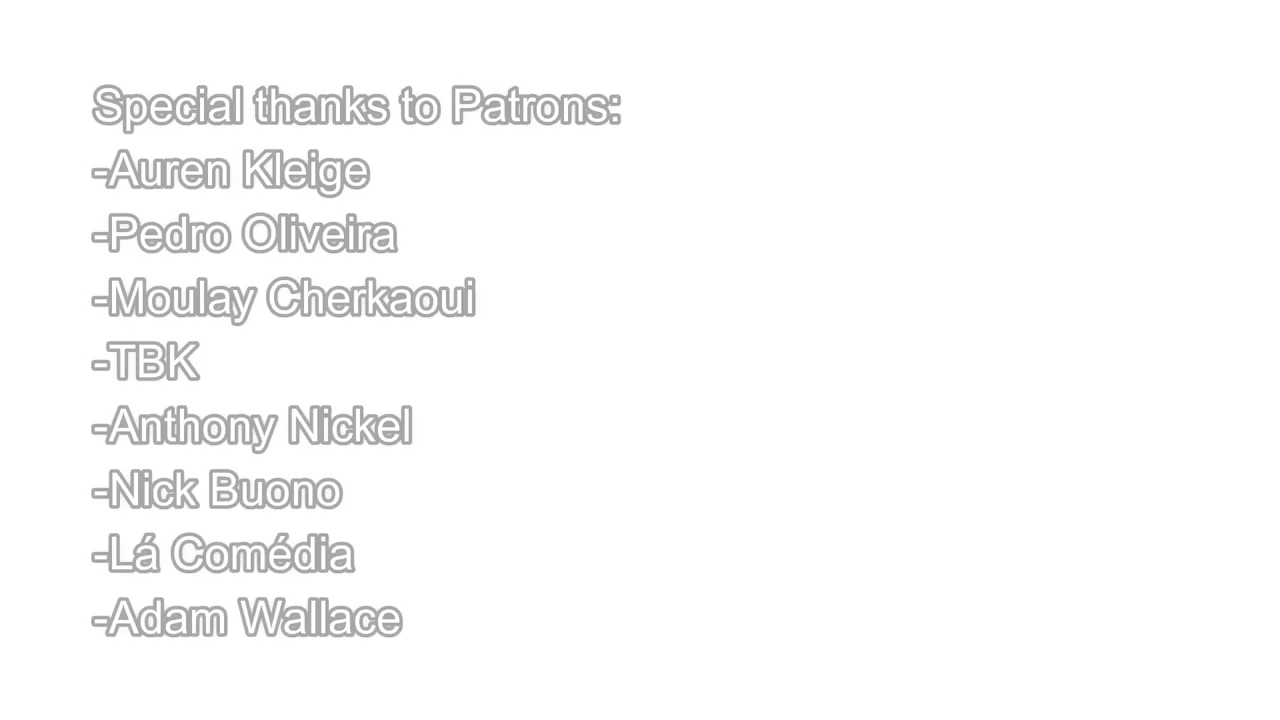 Special thanks to Patrons:
-Auren Kleige
-Pedro Oliveira
-Moulay Cherkaoui
-TBK
-Anthony Nickel
-Nick Buono
-Lá Comédia
-Adam Wallace